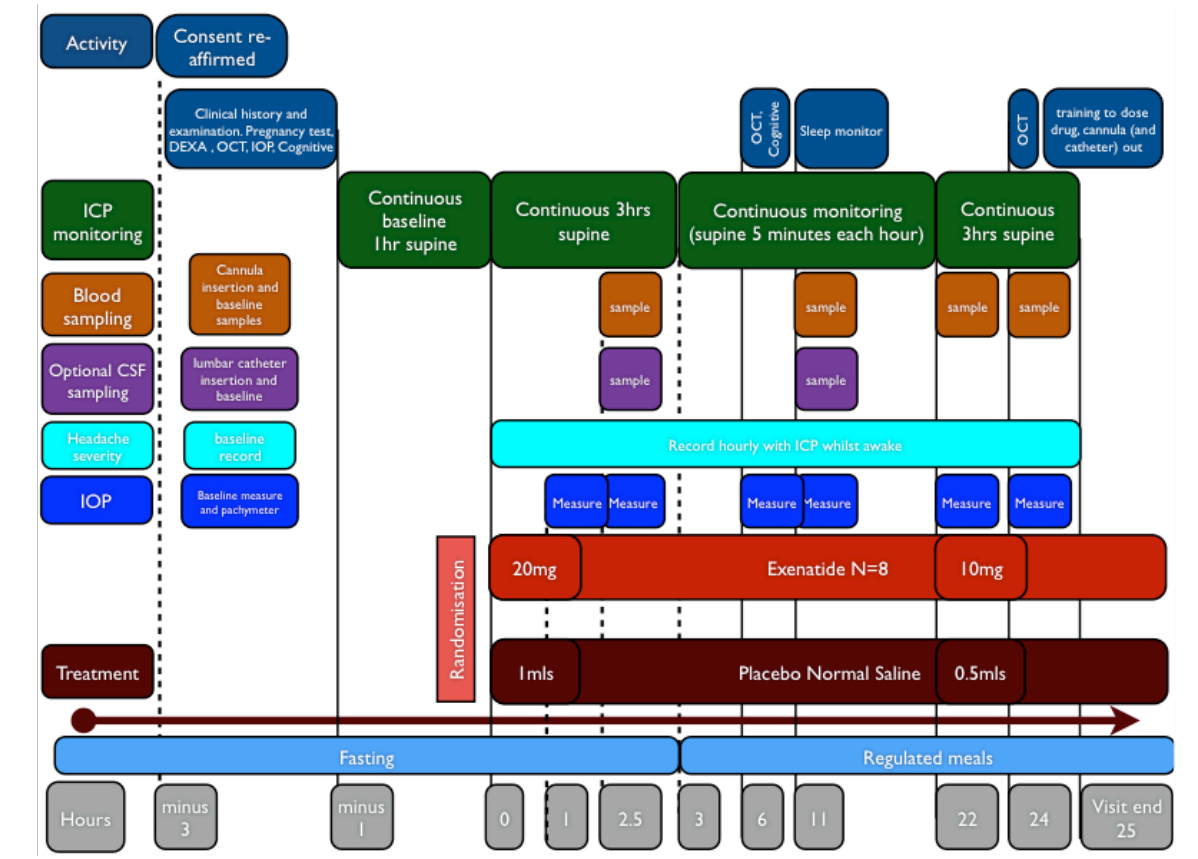 Activity
Consent re-
affirmed
Clinical history and
examination. Pregnancy test,
DEXA , OCT, IOP, Cognitive
OCT,
Cognitive
Sleep monitor
OCT
training to dose
drug, cannula (and
catheter) out
ICP
monitoring
Continuous
baseline
1hr supine
Continuous 3hrs
supine
Continuous monitoring
(supine 5 minutes each hour)
Continuous
3hrs supine
Blood
sampling
Cannula
insertion and
baseline
samples
sample
sample
sample
sample
Optional CSF
sampling
lumbar catheter
insertion and
baseline
sample
sample
Headache
severity
baseline
record
Record hourly with ICP whilst awake
IOP
Baseline measure
and pachymeter
Measure
Measure
Measure
Measure
Measure
Measure
Randomisation
20mg
Exenatide N=8
10mg
Treatment
1mls
Placebo Normal Saline
0.5mls
Fasting
Regulated meals
Hours
minus
3
minus
1
0
1
2.5
3
6
11
22
24
Visit end
25